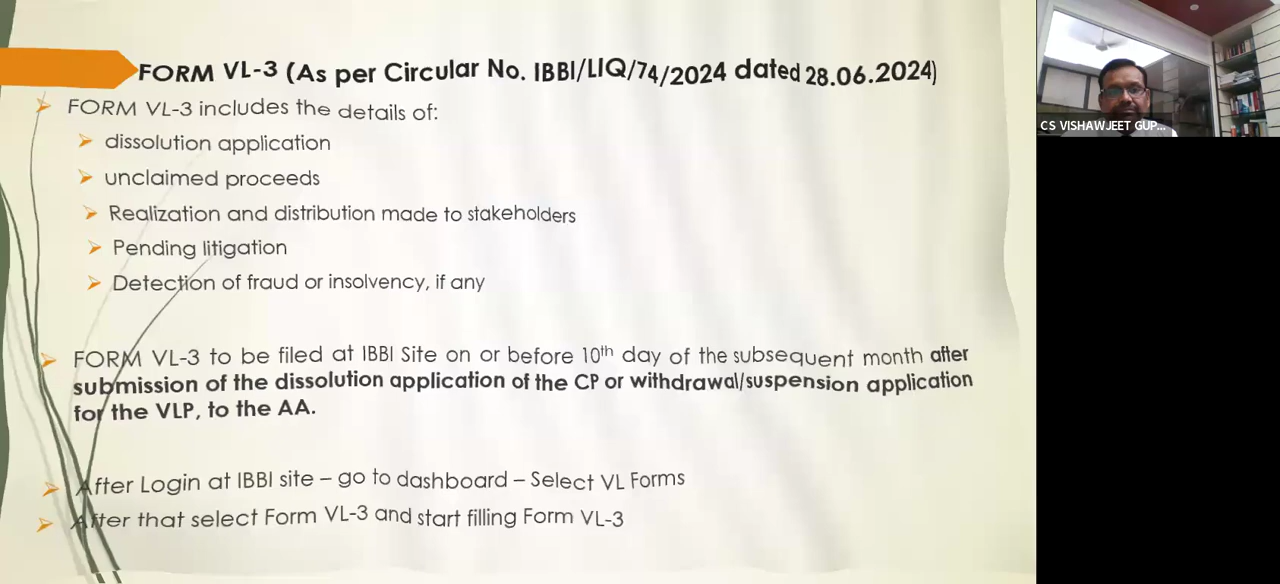 FORM VL-3 (As per Circular No. IBBI/LIQ/74/2024 dated 28.06.2024)
FORM VL-3 includes the details of:
dissolution application
unclaimed proceeds
Realization and distribution made to stakeholders
Pending litigation
Detection of fraud or insolvency, if any
FORM VL-3 to be filed at IBBI Site on or before 10th day of the subsequent month after
submission of the dissolution application of the CP or withdrawal/suspension application
for the VLP, to the AA.
After Login at IBBI site – go to dashboard – Select VL Forms
After that select Form VL-3 and start filling Form VL-3
CS VISHAWJEET GUP...